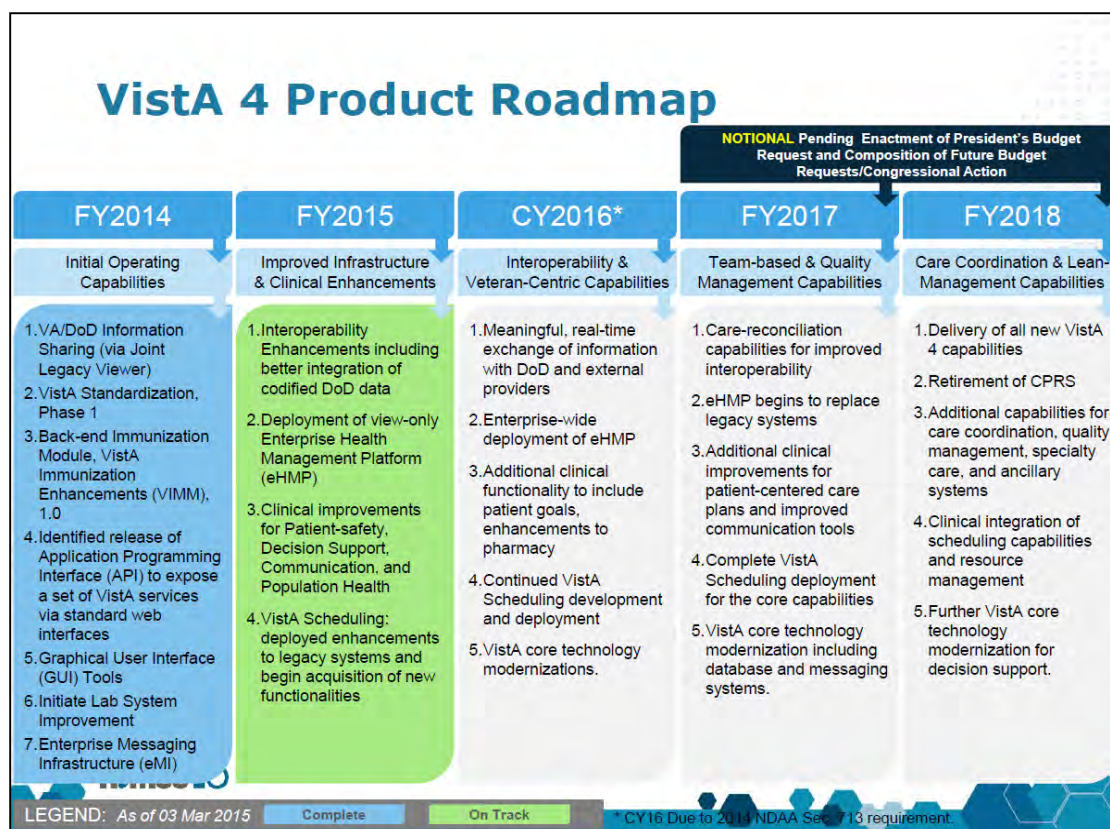 VistA 4 Product Roadmap
NOTIONAL Pending Enactment of President's Budget
Request and Composition of Future Budget
Requests/Congressional Action
FY2014
Initial Operating
Capabilities
1.VA/DoD Information
Sharing (via Joint
Legacy Viewer)
2.VistA Standardization,
Phase 1
3.Back-end Immunization
Module, VistA
Immunization
Enhancements (VIMM),
1.0
4.Identified release of
Application Programming
Interface (API) to expose
a set of VistA services
via standard web
interfaces
5.Graphical User Interface
(GUI) Tools
6.Initiate Lab System
Improvement
7.Enterprise Messaging
Infrastructure (eMI)
FY2015
Improved Infrastructure
& Clinical Enhancements
1.Interoperability
Enhancements including
better integration of
codified DoD data
2.Deployment of view-only
Enterprise Health
Management Platform
(eHMP)
3.Clinical improvements
for Patient-safety,
Decision Support,
Communication, and
Population Health
4.VistA Scheduling:
deployed enhancements
to legacy systems and
begin acquisition of new
functionalities
CY2016*
Interoperability &
Veteran-Centric Capabilities
1.Meaningful, real-time
exchange of information
with DoD and external
providers
2.Enterprise-wide
deployment of eHMP
3.Additional clinical
functionality to include
patient goals,
enhancements to
pharmacy
4.Continued VistA
Scheduling development
and deployment
5.VistA core technology
modernizations.
FY2017
Team-based & Quality
Management Capabilities
1.Care-reconciliation
capabilities for improved
interoperability
2.eHMP begins to replace
legacy systems
3.Additional clinical
improvements for
patient-centered care
plans and improved
communication tools
4.Complete VistA
Scheduling deployment
for the core capabilities
5.VistA core technology
modernization including
database and messaging
systems.
FY2018
Care Coordination & Lean-
Management Capabilities
1.Delivery of all new VistA
4 capabilities
2.Retirement of CPRS
3.Additional capabilities for
care coordination, quality
management, specialty
care, and ancillary
systems
4.Clinical integration of
scheduling capabilities
and resource
management
5.Further VistA core
technology
modernization for
decision support.
LEGEND: As of 03 Mar 2015
Complete
On Track
* CY16 Due to 2014 NDAA Sec. 713 requirement.